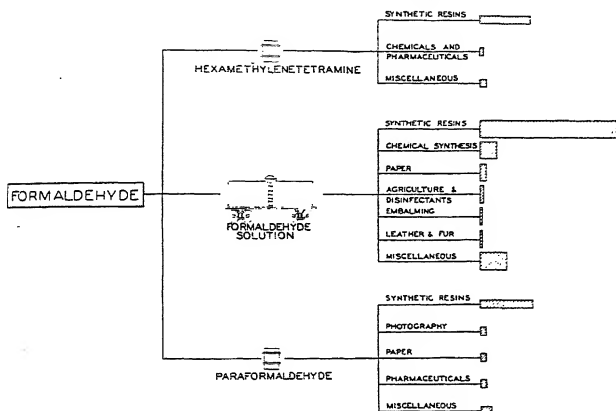 SYNTHETIC RESINS
CHEMICALS AND
PHARMACEUTICALS
HEXAMETHYLENETETRAMINE
MISCELLANEOUS
SYNTHETIC RESINS
CHEMICAL SYNTHESIS
PAPER
FORMALDEHYDE
AGRICULTURE &
DISINFECTANTS
EMBALMING
FORMALDEHYDE
SOLUTION
LEATHER & FUR
MISCELLANEOUS
SYNTHETIC RESINS
PHOTOGRAPHY
PAPER
PARAFORMALDEHYDE
PHARMACEUTICALS
MISCELLANEOUS